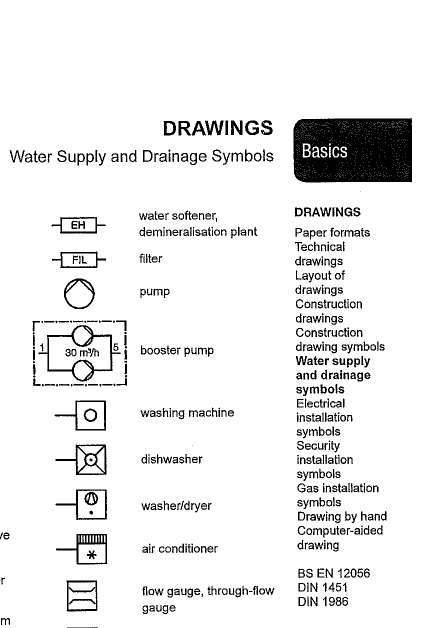 DRAWINGS
Water Supply and Drainage Symbols
Basics
EH
water softener,
demineralisation plant
FIL
filter
pump
1
5
30 m³/h
booster pump
washing machine
dishwasher
washer/dryer
air conditioner
*
flow gauge, through-flow
gauge
ve
er
m
DRAWINGS
Paper formats
Technical
drawings
Layout of
drawings
Construction
drawings
Construction
drawing symbols
Water supply
and drainage
symbols
Electrical
installation
symbols
Security
installation
symbols
Gas installation
symbols
Drawing by hand
Computer-aided
drawing
BS EN 12056
DIN 1451
DIN 1986